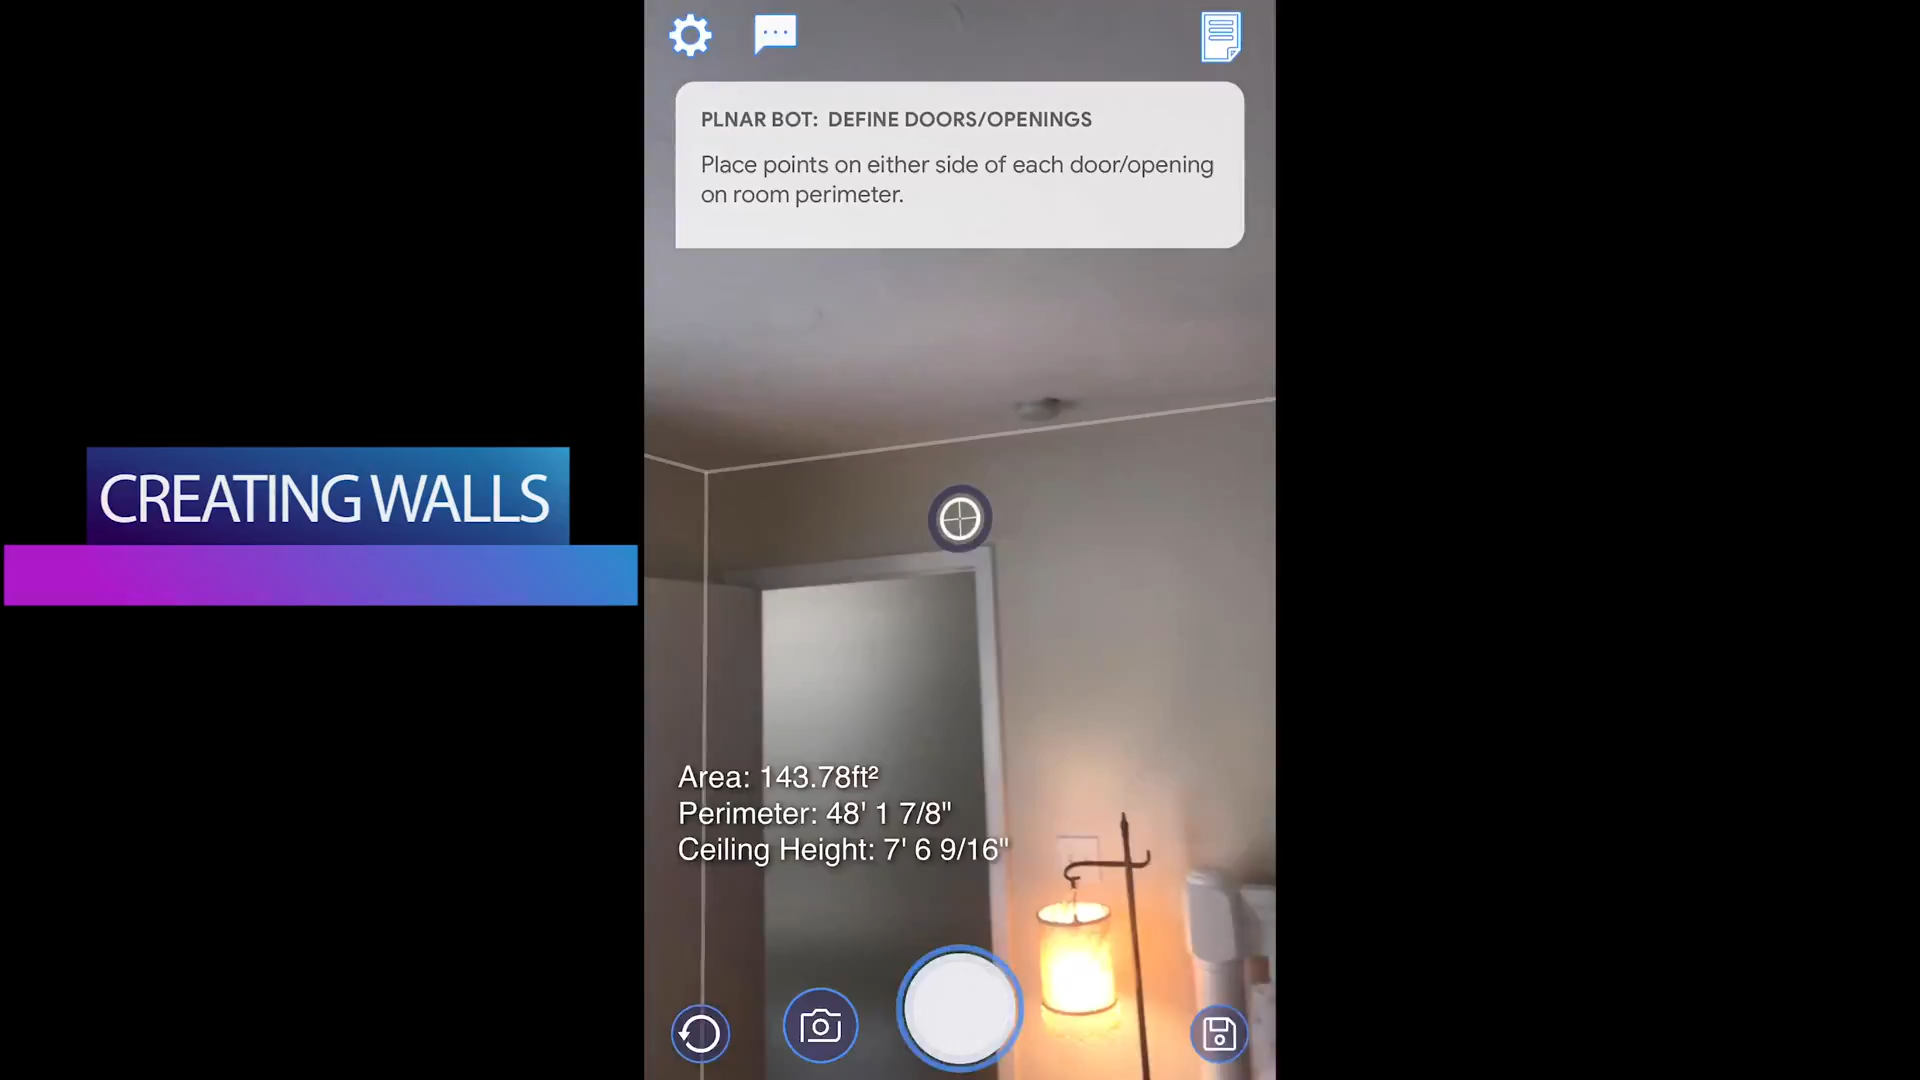 PLNAR BOT: DEFINE DOORS/OPENINGS
Place points on either side of each door/opening
on room perimeter.
CREATING WALLS
Area: 143.78ft²
Perimeter: 48' 1 7/8"
Ceiling Height: 7' 6 9/16"